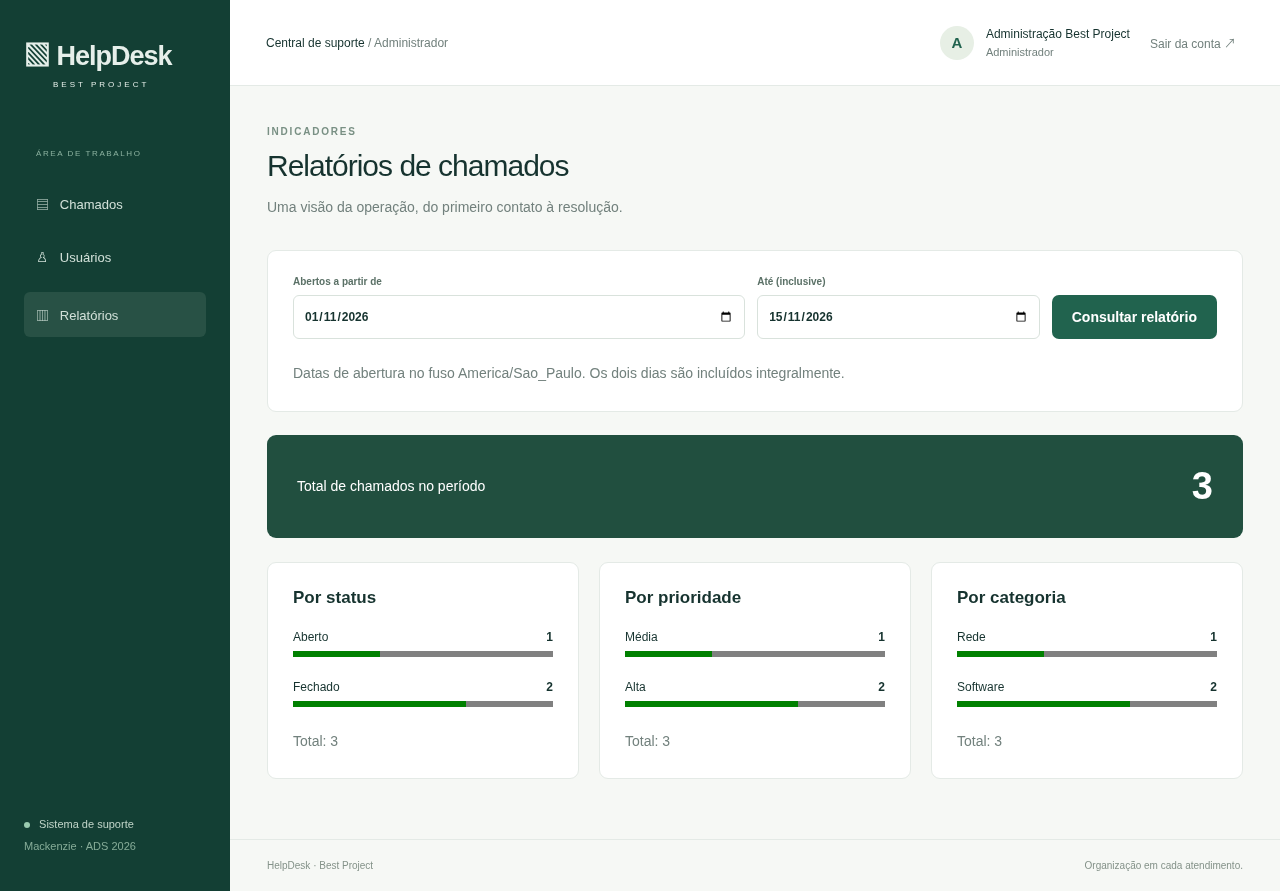 HelpDesk
BEST PROJECT
ÁREA DE TRABALHO
Chamados
Usuários
Relatórios
Sistema de suporte
Mackenzie · ADS 2026
Central de suporte / Administrador
A
Administração Best Project
Administrador
Sair da conta ↗
INDICADORES
Relatórios de chamados
Uma visão da operação, do primeiro contato à resolução.
Abertos a partir de
01/11/2026
Até (inclusive)
15/11/2026
Consultar relatório
Datas de abertura no fuso America/Sao_Paulo. Os dois dias são incluídos integralmente.
Total de chamados no período
3
Por status
Aberto 1
Fechado 2
Total: 3
Por prioridade
Média 1
Alta 2
Total: 3
Por categoria
Rede 1
Software 2
Total: 3
HelpDesk · Best Project
Organização em cada atendimento.